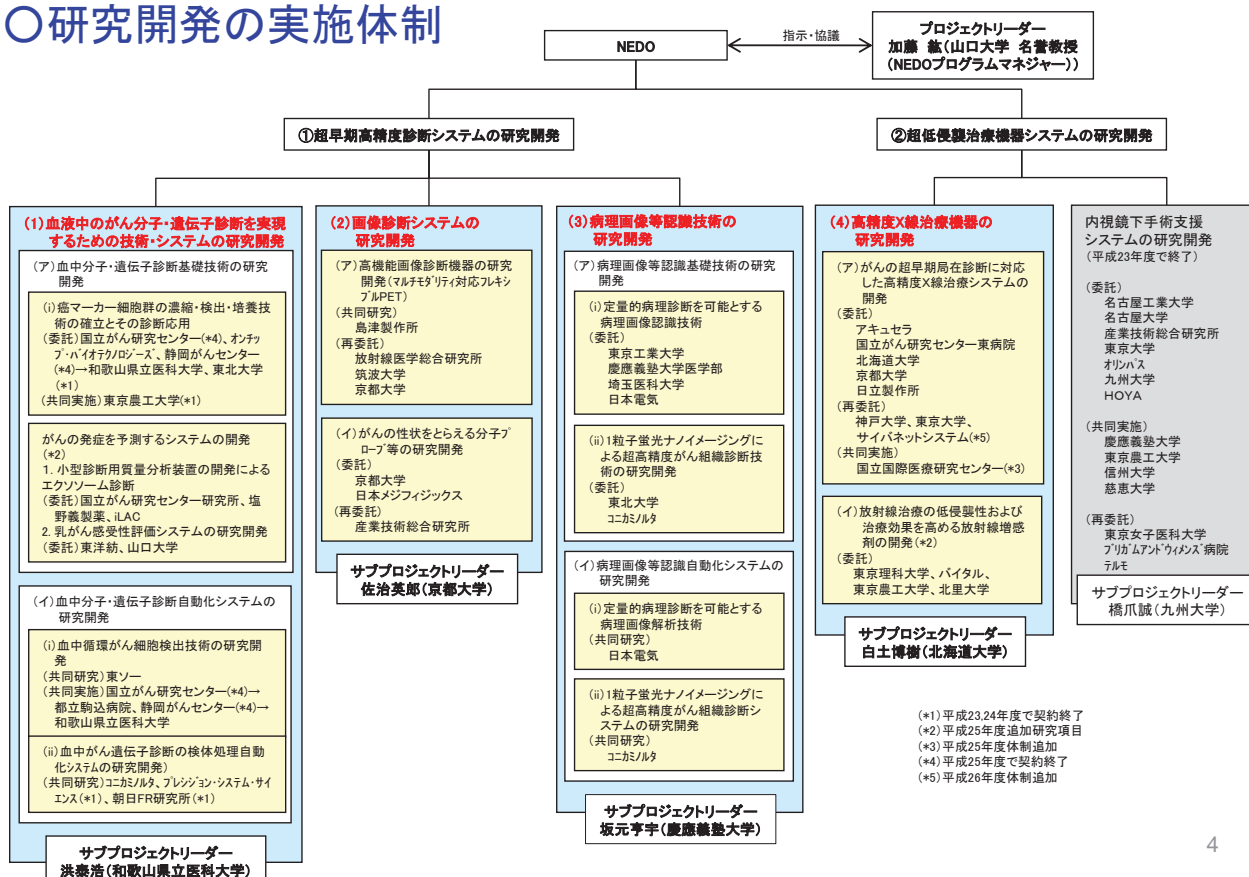 〇研究開発の実施体制
NEDO
指示・協議
プロジェクトリーダー
加藤 紘(山口大学 名誉教授
(NEDOプログラムマネジャー))
①超早期高精度診断システムの研究開発
②超低侵襲治療機器システムの研究開発
(1)血液中のがん分子・遺伝子診断を実現
するための技術・システムの研究開発
(ア)血中分子・遺伝子診断基礎技術の研究
開発
(i)癌マーカー細胞群の濃縮・検出・培養技
術の確立とその診断応用
(委託)国立がん研究センター(*4)、オンチッ
プ・バイオテクノロジーズ、静岡がんセンター
(*4)→和歌山県立医科大学、東北大学
(*1)
(共同実施)東京農工大学(*1)
がんの発症を予測するシステムの開発
(*2)
1. 小型診断用質量分析装置の開発による
エクソソーム診断
(委託)国立がん研究センター研究所、塩
野義製薬、iLAC
2. 乳がん感受性評価システムの研究開発
(委託)東洋紡、山口大学
(イ)血中分子・遺伝子診断自動化システムの
研究開発
(i)血中循環がん細胞検出技術の研究開
発
(共同研究)東ソー
(共同実施)国立がん研究センター(*4)→
都立駒込病院、静岡がんセンター(*4)→
和歌山県立医科大学
(ii)血中がん遺伝子診断の検体処理自動
化システムの研究開発)
(共同研究)コニカミノルタ、プレシジョン・システム・サイ
エンス(*1)、朝日FR研究所(*1)
サブプロジェクトリーダー
洪泰浩(和歌山県立医科大学)
(2)画像診断システムの
研究開発
(ア)高機能画像診断機器の研究
開発(マルチモダリティ対応フレキシ
ブルPET)
(共同研究)
島津製作所
(再委託)
放射線医学総合研究所
筑波大学
京都大学
(イ)がんの性状をとらえる分子プ
ローブ等の研究開発
(委託)
京都大学
日本メジフィジックス
(再委託)
産業技術総合研究所
サブプロジェクトリーダー
佐治英郎(京都大学)
(3)病理画像等認識技術の
研究開発
(ア)病理画像等認識基礎技術の研究
開発
(i)定量的病理診断を可能とする
病理画像認識技術
(委託)
東京工業大学
慶應義塾大学医学部
埼玉医科大学
日本電気
(ii)1粒子蛍光ナノイメージングに
よる超高精度がん組織診断技
術の研究開発
(委託)
東北大学
コニカミノルタ
(イ)病理画像等認識自動化システムの
研究開発
(i)定量的病理診断を可能とする
病理画像解析技術
(共同研究)
日本電気
(ii)1粒子蛍光ナノイメージングに
よる超高精度がん組織診断シ
ステムの研究開発
(共同研究)
コニカミノルタ
サブプロジェクトリーダー
坂元亨宇(慶應義塾大学)
(4)高精度X線治療機器の
研究開発
(ア)がんの超早期局在診断に対応
した高精度X線治療システムの
開発
(委託)
アキュセラ
国立がん研究センター東病院
北海道大学
京都大学
日立製作所
(再委託)
神戸大学、東京大学、
サイバネットシステム(*5)
(共同実施)
国立国際医療研究センター(*3)
(イ)放射線治療の低侵襲性および
治療効果を高める放射線増感
剤の開発(*2)
(委託)
東京理科大学、バイタル、
東京農工大学、北里大学
サブプロジェクトリーダー
白土博樹(北海道大学)
内視鏡下手術支援
システムの研究開発
(平成23年度で終了)
(委託)
名古屋工業大学
名古屋大学
産業技術総合研究所
東京大学
オリンパス
九州大学
HOYA
(共同実施)
慶應義塾大学
東京農工大学
信州大学
慈恵大学
(再委託)
東京女子医科大学
ブリガムアンドウィメンズ病院
テルモ
サブプロジェクトリーダー
橋爪誠(九州大学)
(*1)平成23,24年度で契約終了
(*2)平成25年度追加研究項目
(*3)平成25年度体制追加
(*4)平成25年度で契約終了
(*5)平成26年度体制追加
4